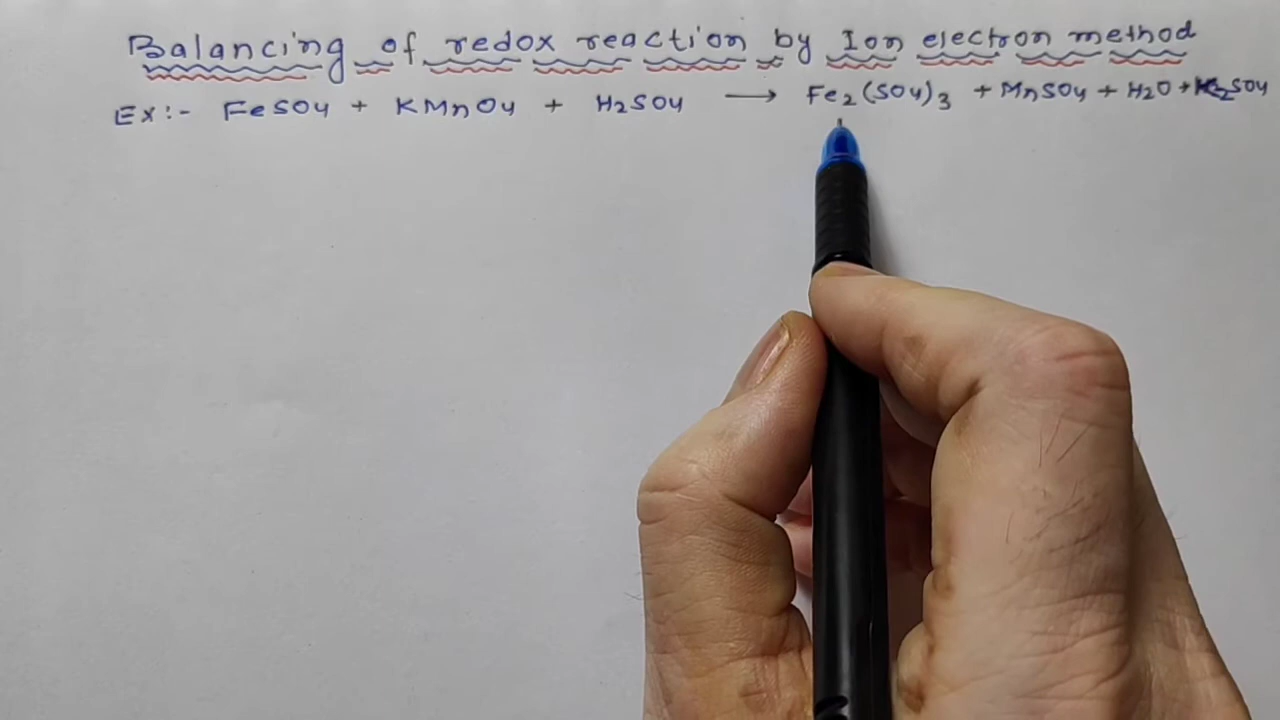 Balancing of redox reaction by Ion electron method
Ex:- FeSO4 + KMnO4 + H2SO4 → Fe2(SO4)3 + MnSO4 + H2O + K2SO4